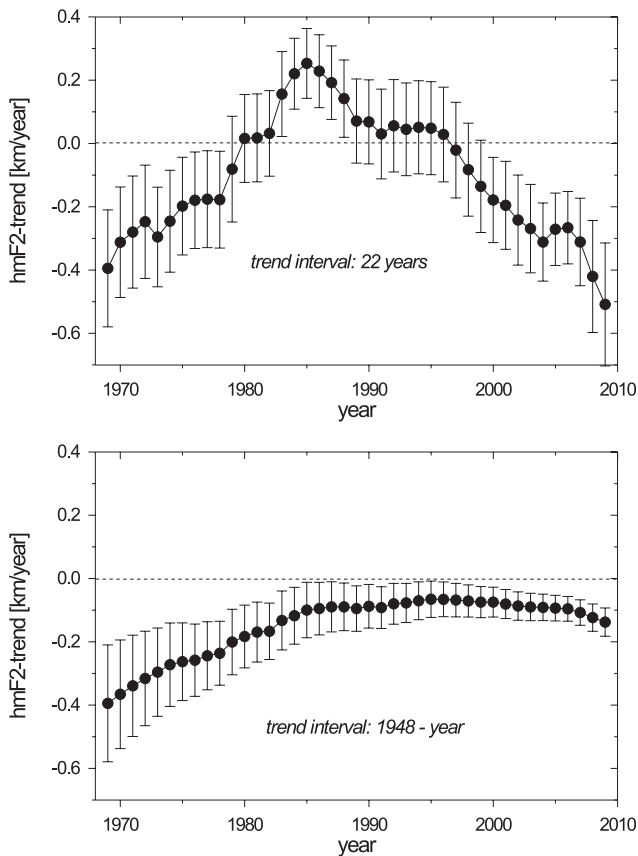 0.4
0.2
0.0
-0.2
-0.4
-0.6
hmF2-trend [km/year]
trend interval: 22 years
1970 1980 1990 2000 2010
year
0.4
0.2
0.0
-0.2
-0.4
-0.6
hmF2-trend [km/year]
trend interval: 1948 - year
1970 1980 1990 2000 2010
year